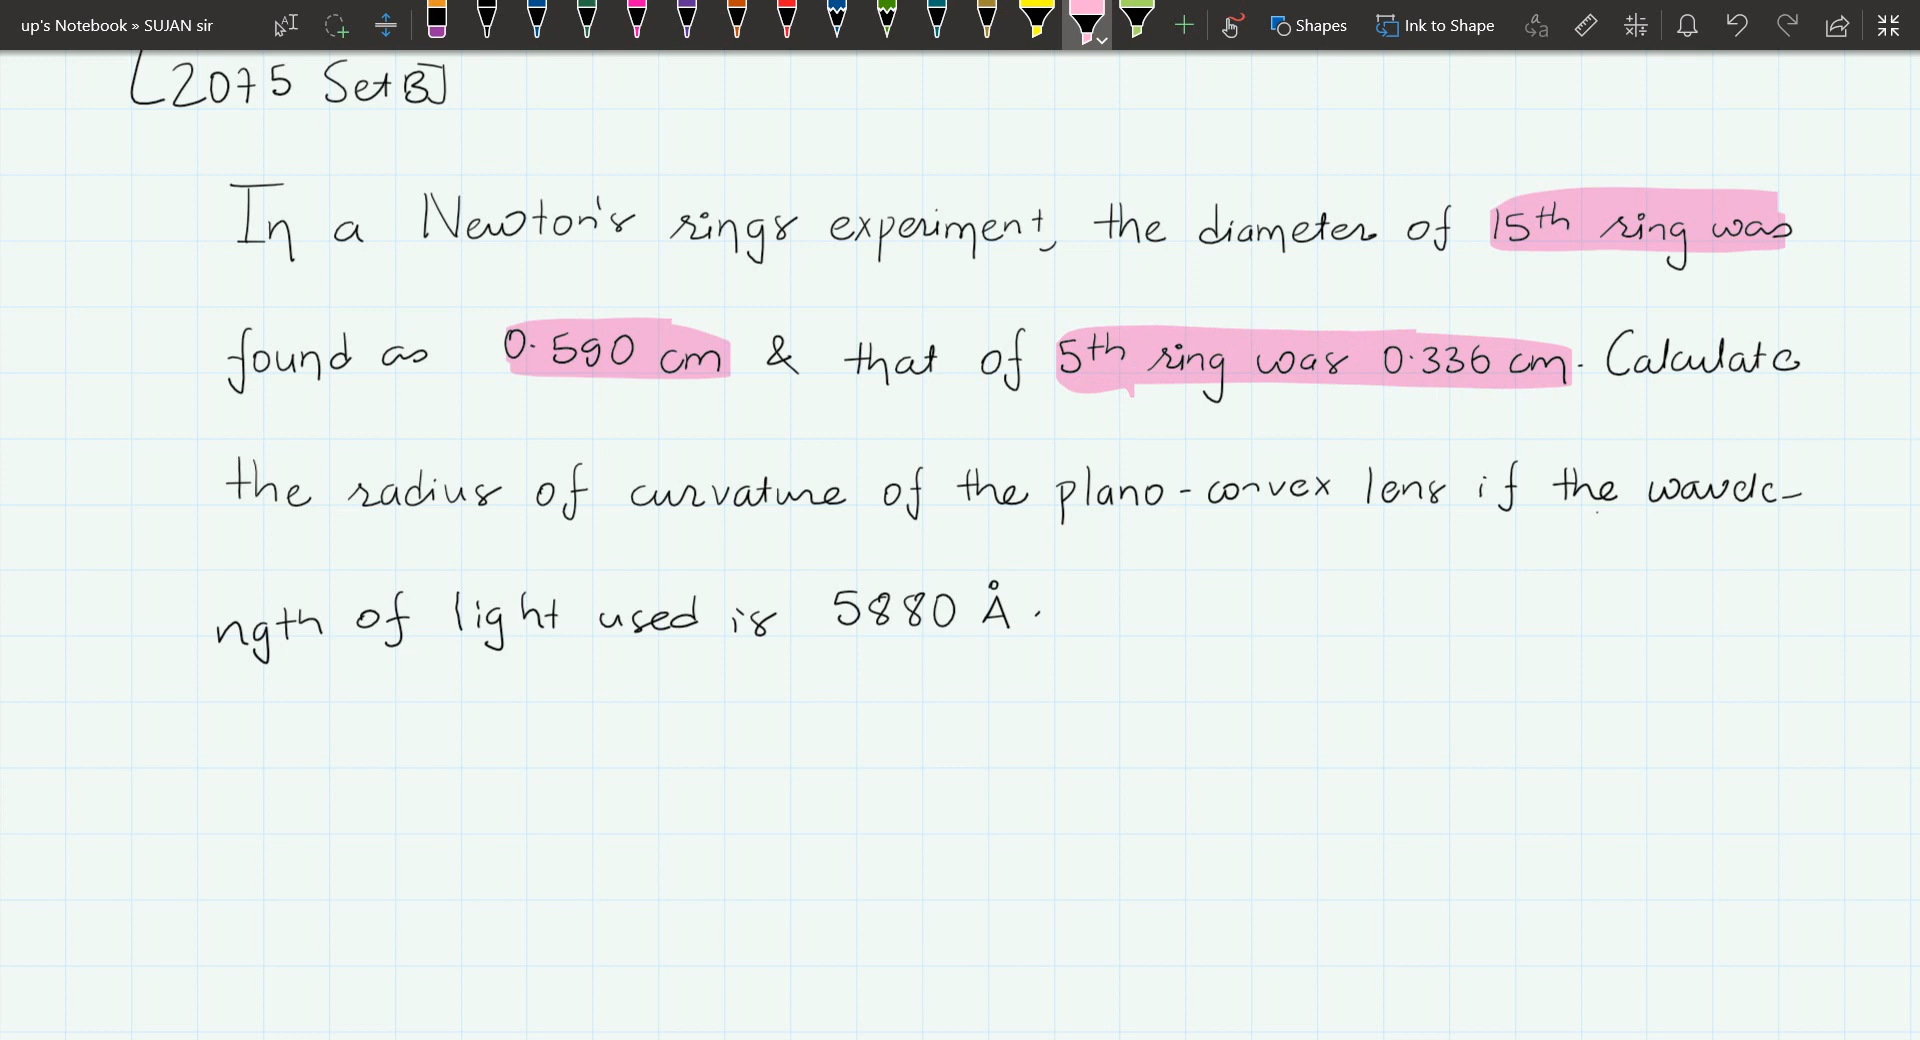 up's Notebook » SUJAN sir
Shapes
Ink to Shape
[2075 Set B]
In a Newton's rings experiment, the diameter of 15th ring was
found as 0.590 cm & that of 5th ring was 0.336 cm. Calculate
the radius of curvature of the plano-convex lens if the wavele-
ngth of light used is 5880 Å.